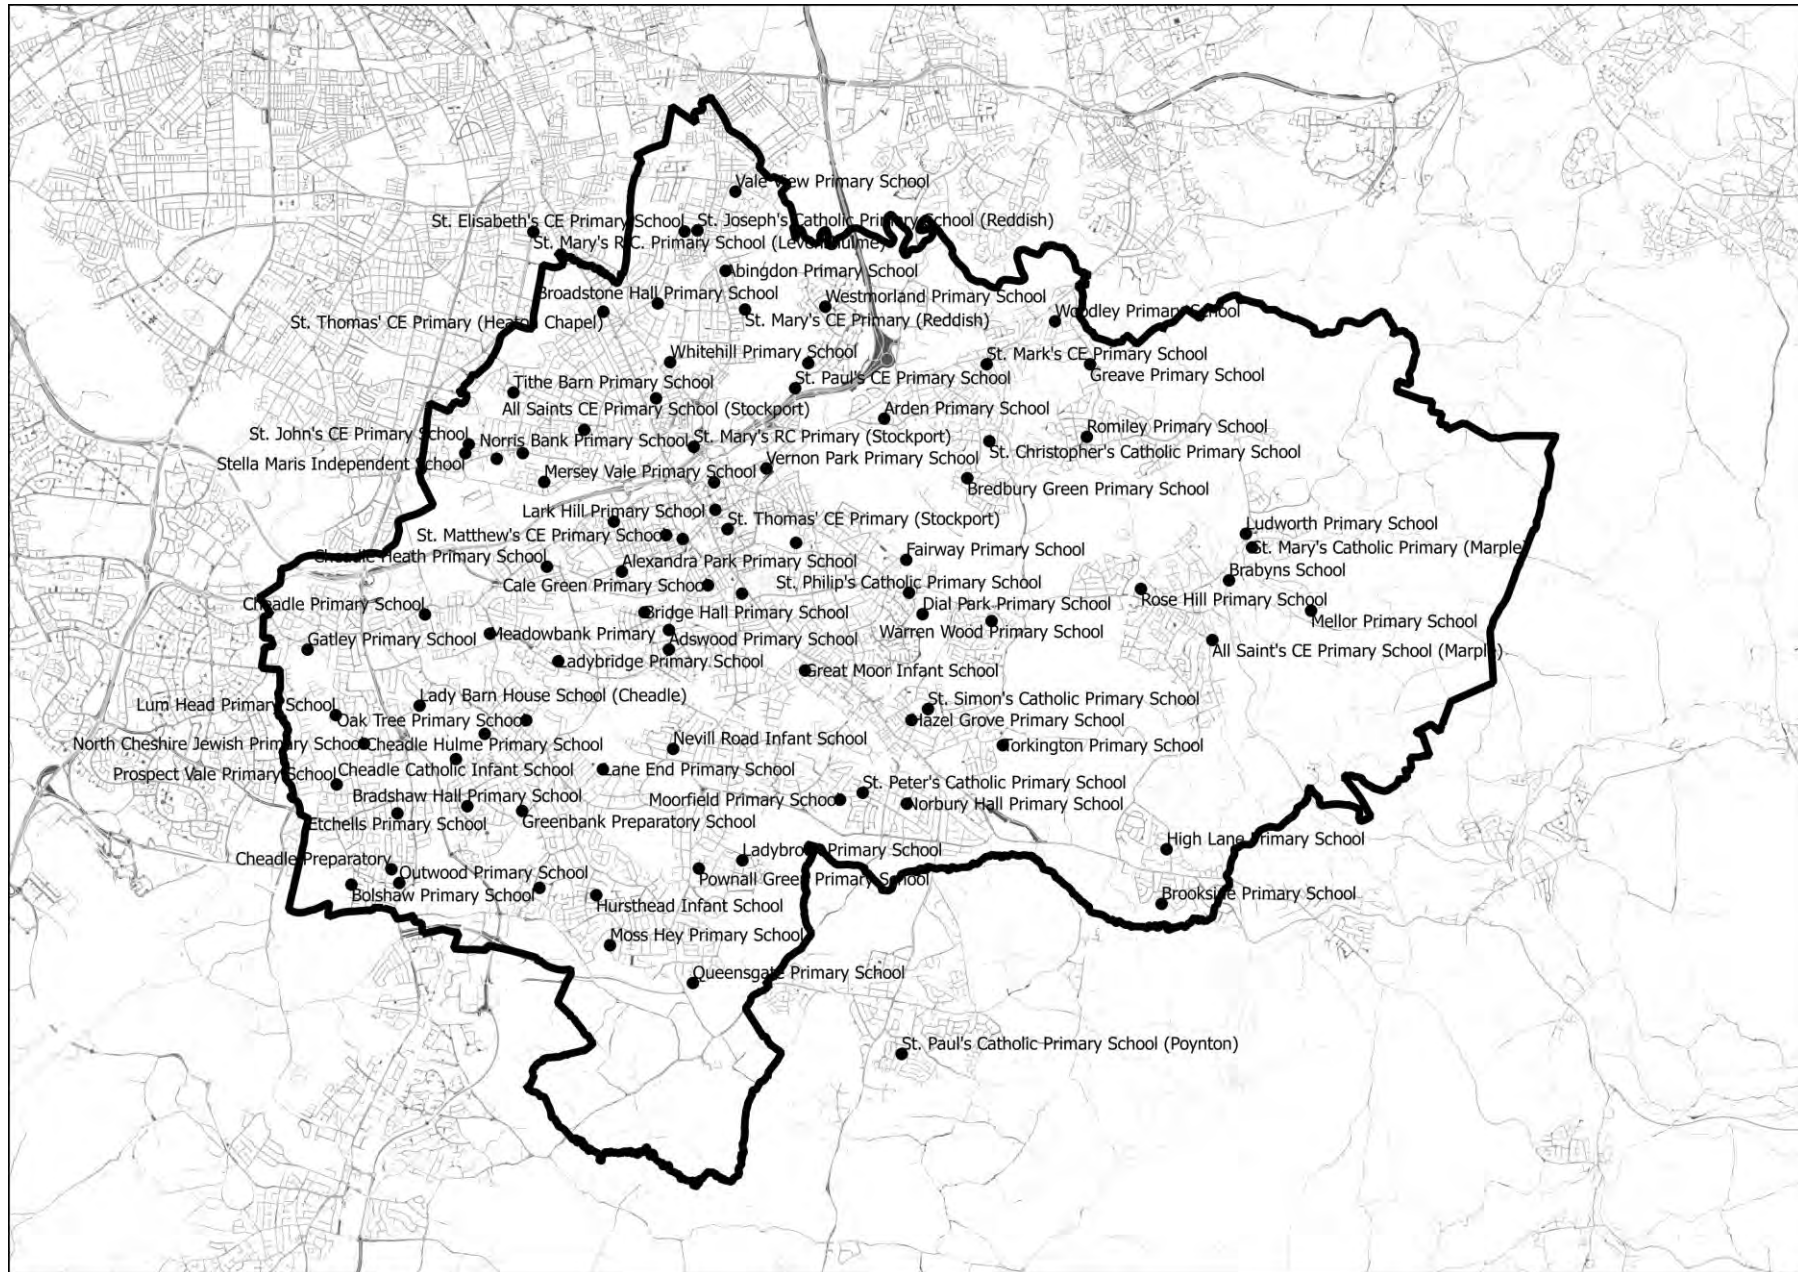 Vale View Primary School
St. Elisabeth's CE Primary School
St. Joseph's Catholic Primary School (Reddish)
St. Mary's R.C. Primary School (Levenshulme)
Abingdon Primary School
Broadstone Hall Primary School
Westmorland Primary School
Woodley Primary School
St. Thomas' CE Primary (Heaton Chapel)
St. Mary's CE Primary (Reddish)
Whitehill Primary School
St. Mark's CE Primary School
Greave Primary School
St. Paul's CE Primary School
Tithe Barn Primary School
All Saints CE Primary School (Stockport)
Arden Primary School
Romiley Primary School
St. John's CE Primary School
Norris Bank Primary School
St. Mary's RC Primary (Stockport)
St. Christopher's Catholic Primary School
Vernon Park Primary School
Stella Maris Independent School
Mersey Vale Primary School
Bredbury Green Primary School
Lark Hill Primary School
St. Thomas' CE Primary (Stockport)
Ludworth Primary School
St. Matthew's CE Primary School
St. Mary's Catholic Primary (Marple)
Fairway Primary School
Cheadle Heath Primary School
Alexandra Park Primary School
Brabyns School
Cale Green Primary School
St. Philip's Catholic Primary School
Rose Hill Primary School
Cheadle Primary School
Bridge Hall Primary School
Dial Park Primary School
Mellor Primary School
Gatley Primary School
Meadowbank Primary
Adswood Primary School
Warren Wood Primary School
All Saint's CE Primary School (Marple)
Ladybridge Primary School
Great Moor Infant School
Lady Barn House School (Cheadle)
St. Simon's Catholic Primary School
Lum Head Primary School
Oak Tree Primary School
Hazel Grove Primary School
North Cheshire Jewish Primary School
Cheadle Hulme Primary School
Nevill Road Infant School
Torkington Primary School
Prospect Vale Primary School
Cheadle Catholic Infant School
Lane End Primary School
St. Peter's Catholic Primary School
Bradshaw Hall Primary School
Moorfield Primary School
Norbury Hall Primary School
Etchells Primary School
Greenbank Preparatory School
High Lane Primary School
Cheadle Preparatory
Ladybrook Primary School
Outwood Primary School
Pownall Green Primary School
Bolshaw Primary School
Brookside Primary School
Hursthead Infant School
Moss Hey Primary School
Queensgate Primary School
St. Paul's Catholic Primary School (Poynton)